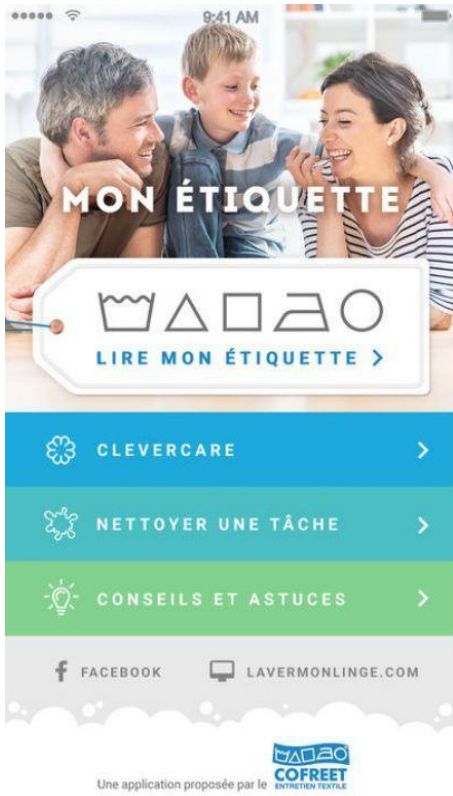 9:41 AM
MON ÉTIQUETTE
LIRE MON ÉTIQUETTE >
CLEVERCARE
NETTOYER UNE TÂCHE
CONSEILS ET ASTUCES
FACEBOOK LAVERMONLINGE.COM
Une application proposée par le COFREET
ENTRETIEN TEXTILE